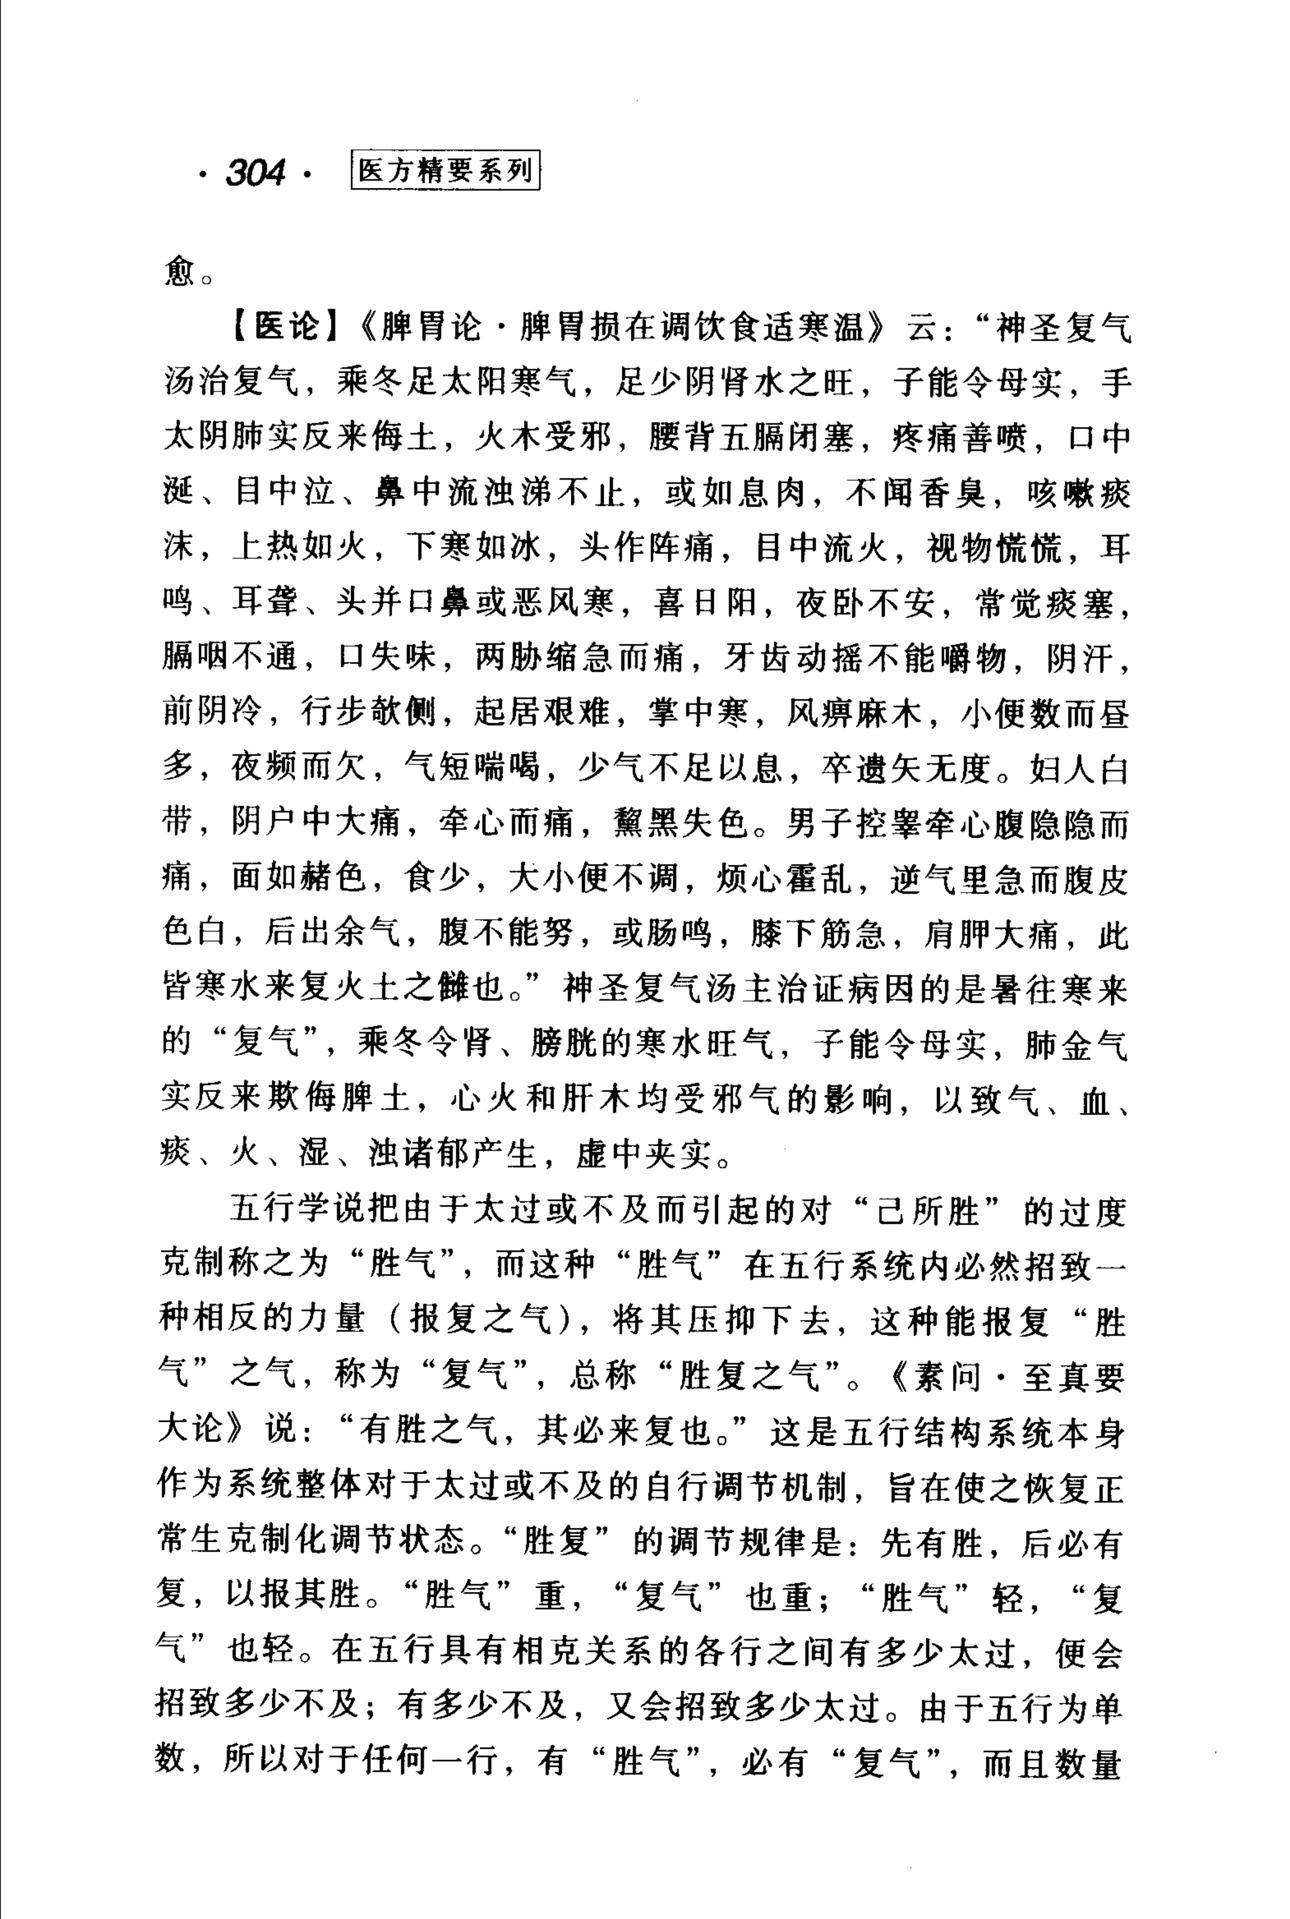 ·304· 医方精要系列
愈。
【医论】《脾胃论·脾胃损在调饮食适寒温》云：“神圣复气
汤治复气，乘冬足太阳寒气，足少阴肾水之旺，子能令母实，手
太阴肺实反来侮土，火木受邪，腰背五膈闭塞，疼痛善喷，口中
涎、目中泣、鼻中流浊涕不止，或如息肉，不闻香臭，咳嗽痰
沫，上热如火，下寒如冰，头作阵痛，目中流火，视物慌慌，耳
鸣、耳聋、头并口鼻或恶风寒，喜日阳，夜卧不安，常觉痰塞，
膈咽不通，口失味，两胁缩急而痛，牙齿动摇不能嚼物，阴汗，
前阴冷，行步欹侧，起居艰难，掌中寒，风痹麻木，小便数而昼
多，夜频而欠，气短喘喝，少气不足以息，卒遗矢无度。妇人白
带，阴户中大痛，牵心而痛，黧黑失色。男子控睾牵心腹隐隐而
痛，面如赭色，食少，大小便不调，烦心霍乱，逆气里急而腹皮
色白，后出余气，腹不能努，或肠鸣，膝下筋急，肩胛大痛，此
皆寒水来复火土之雠也。”神圣复气汤主治证病因的是暑往寒来
的“复气”，乘冬令肾、膀胱的寒水旺气，子能令母实，肺金气
实反来欺侮脾土，心火和肝木均受邪气的影响，以致气、血、
痰、火、湿、浊诸郁产生，虚中夹实。
五行学说把由于太过或不及而引起的对“己所胜”的过度
克制称之为“胜气”，而这种“胜气”在五行系统内必然招致一
种相反的力量（报复之气），将其压抑下去，这种能报复“胜
气”之气，称为“复气”，总称“胜复之气”。《素问·至真要
大论》说：“有胜之气，其必来复也。”这是五行结构系统本身
作为系统整体对于太过或不及的自行调节机制，旨在使之恢复正
常生克制化调节状态。“胜复”的调节规律是：先有胜，后必有
复，以报其胜。“胜气”重，“复气”也重；“胜气”轻，“复
气”也轻。在五行具有相克关系的各行之间有多少太过，便会
招致多少不及；有多少不及，又会招致多少太过。由于五行为单
数，所以对于任何一行，有“胜气”，必有“复气”，而且数量